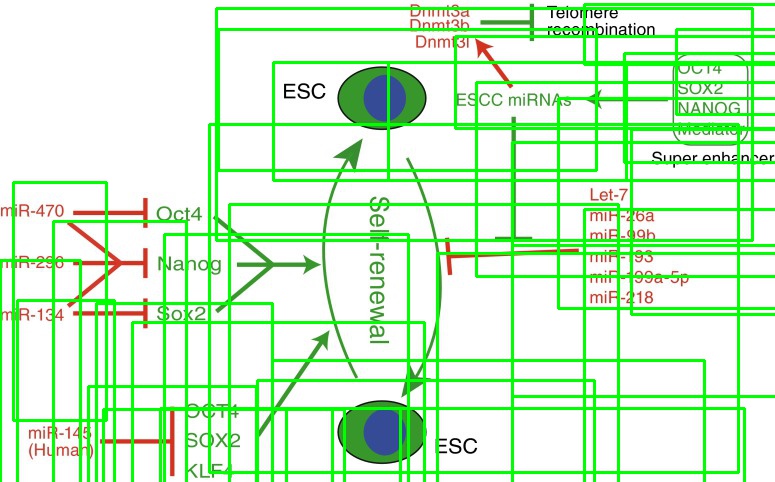 Dnmt3a
Dnmt3b
Dnmt3l
Telomere
recombination
ESC
ESCC miRNAs
OCT4
SOX2
NANOG
Mediator
Super enhancer
Let-7
miR-26a
miR-99b
miR-193
miR-199a-5p
miR-218
miR-470
miR-296
miR-134
Oct4
Nanog
Sox2
Self-renewal
miR-145
(Human)
OCT4
SOX2
KLF4
ESC